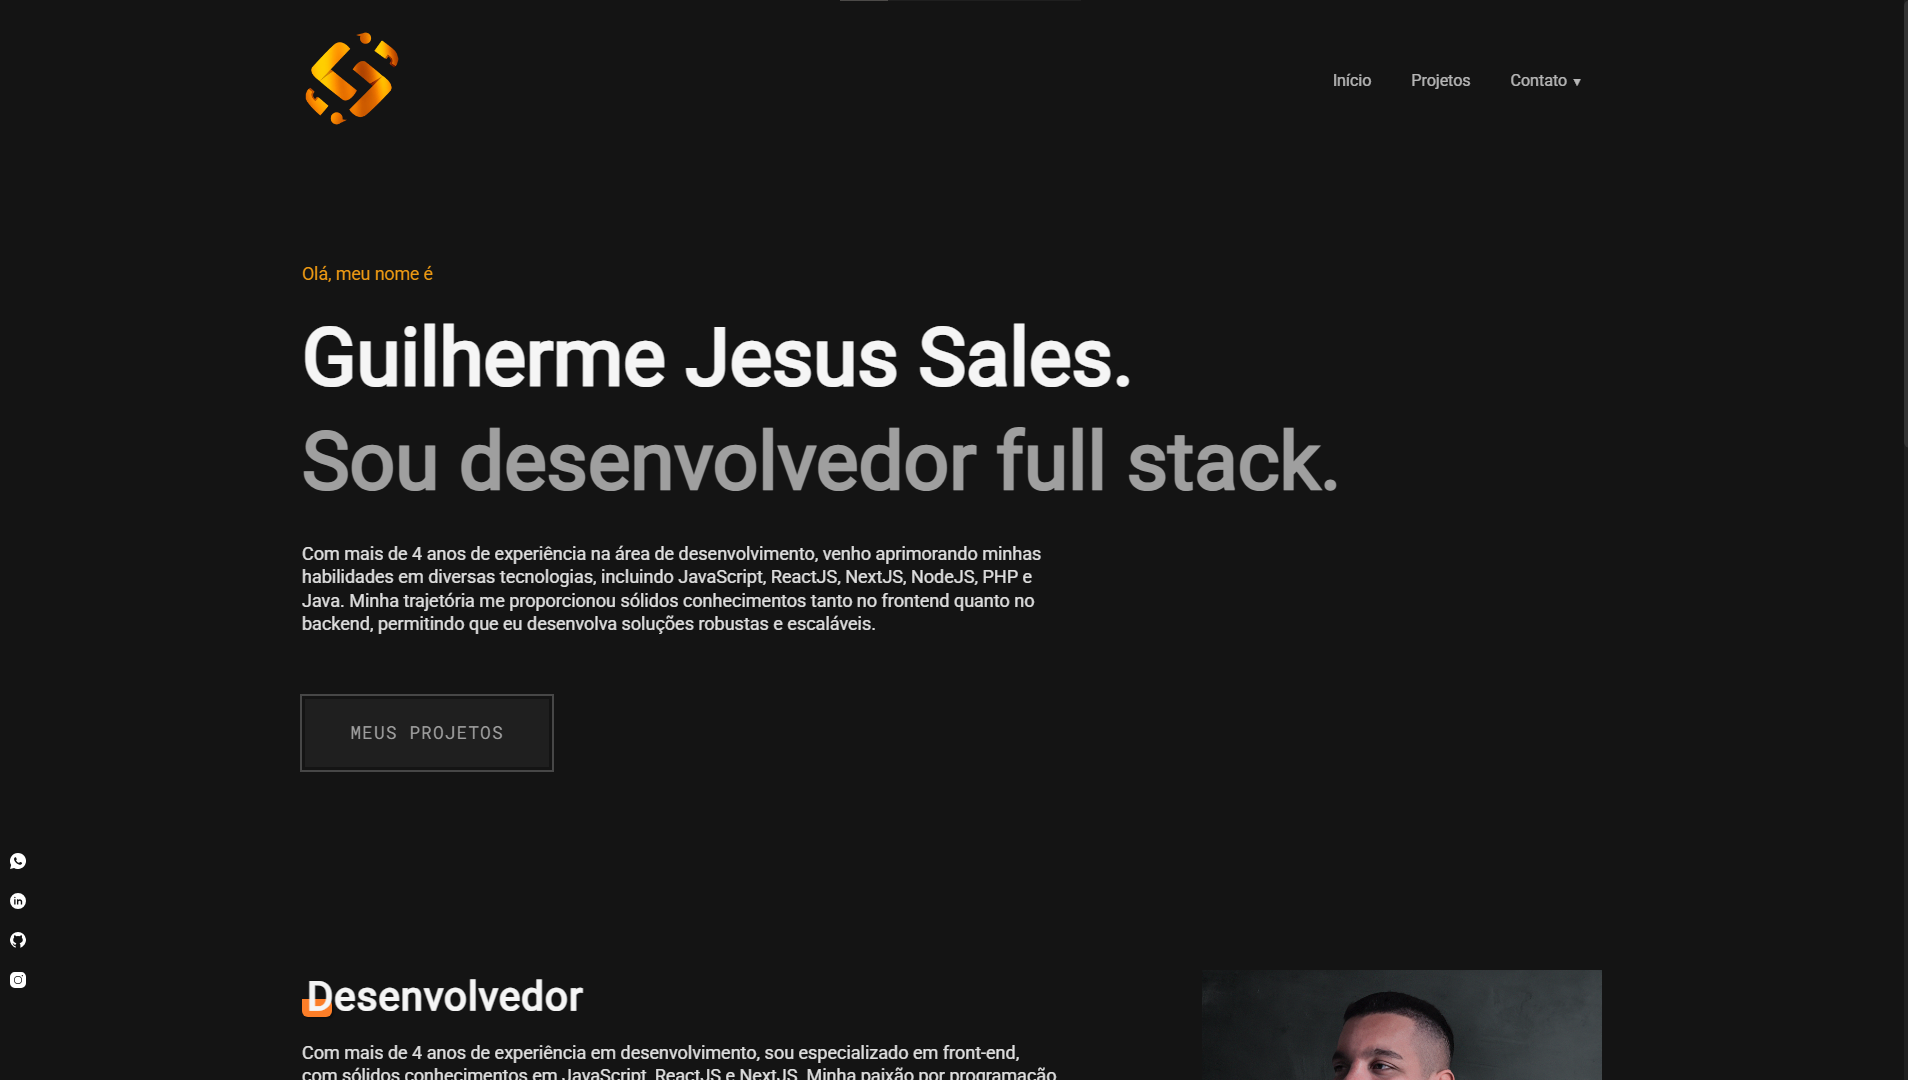 Início
Projetos
Contato ▾
Olá, meu nome é
Guilherme Jesus Sales.
Sou desenvolvedor full stack.
Com mais de 4 anos de experiência na área de desenvolvimento, venho aprimorando minhas
habilidades em diversas tecnologias, incluindo JavaScript, ReactJS, NextJS, NodeJS, PHP e
Java. Minha trajetória me proporcionou sólidos conhecimentos tanto no frontend quanto no
backend, permitindo que eu desenvolva soluções robustas e escaláveis.
MEUS PROJETOS
Desenvolvedor
Com mais de 4 anos de experiência em desenvolvimento, sou especializado em front-end,
com sólidos conhecimentos em JavaScript, ReactJS e NextJS. Minha paixão por programação